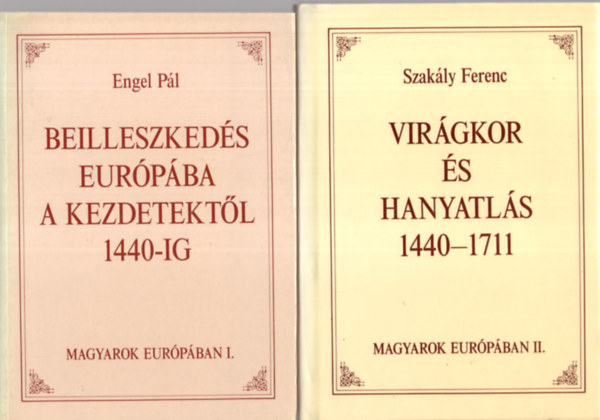 Engel Pál
BEILLESZKEDÉS
EURÓPÁBA
A KEZDETEKTŐL
1440-IG
MAGYAROK EURÓPÁBAN I.
Szakály Ferenc
VIRÁGKOR
ÉS
HANYATLÁS
1440–1711
MAGYAROK EURÓPÁBAN II.